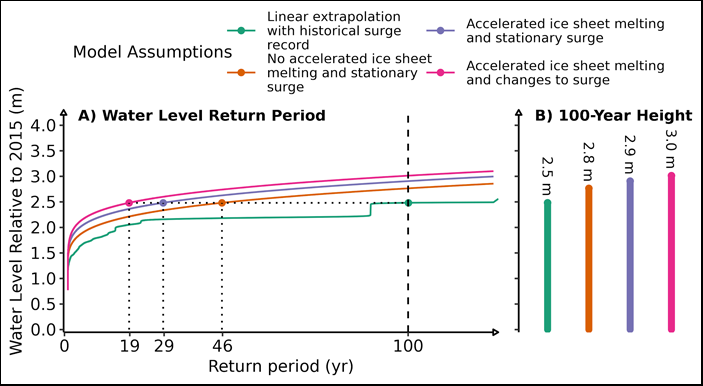 Model Assumptions
Linear extrapolation
with historical surge
record
No accelerated ice sheet
melting and stationary
surge
Accelerated ice sheet melting
and stationary surge
Accelerated ice sheet melting
and changes to surge
A) Water Level Return Period
Water Level Relative to 2015 (m)
4.0
3.5
3.0
2.5
2.0
1.5
1.0
0.5
0.0
0
19
29
46
100
Return period (yr)
B) 100-Year Height
2.5 m
2.8 m
2.9 m
3.0 m